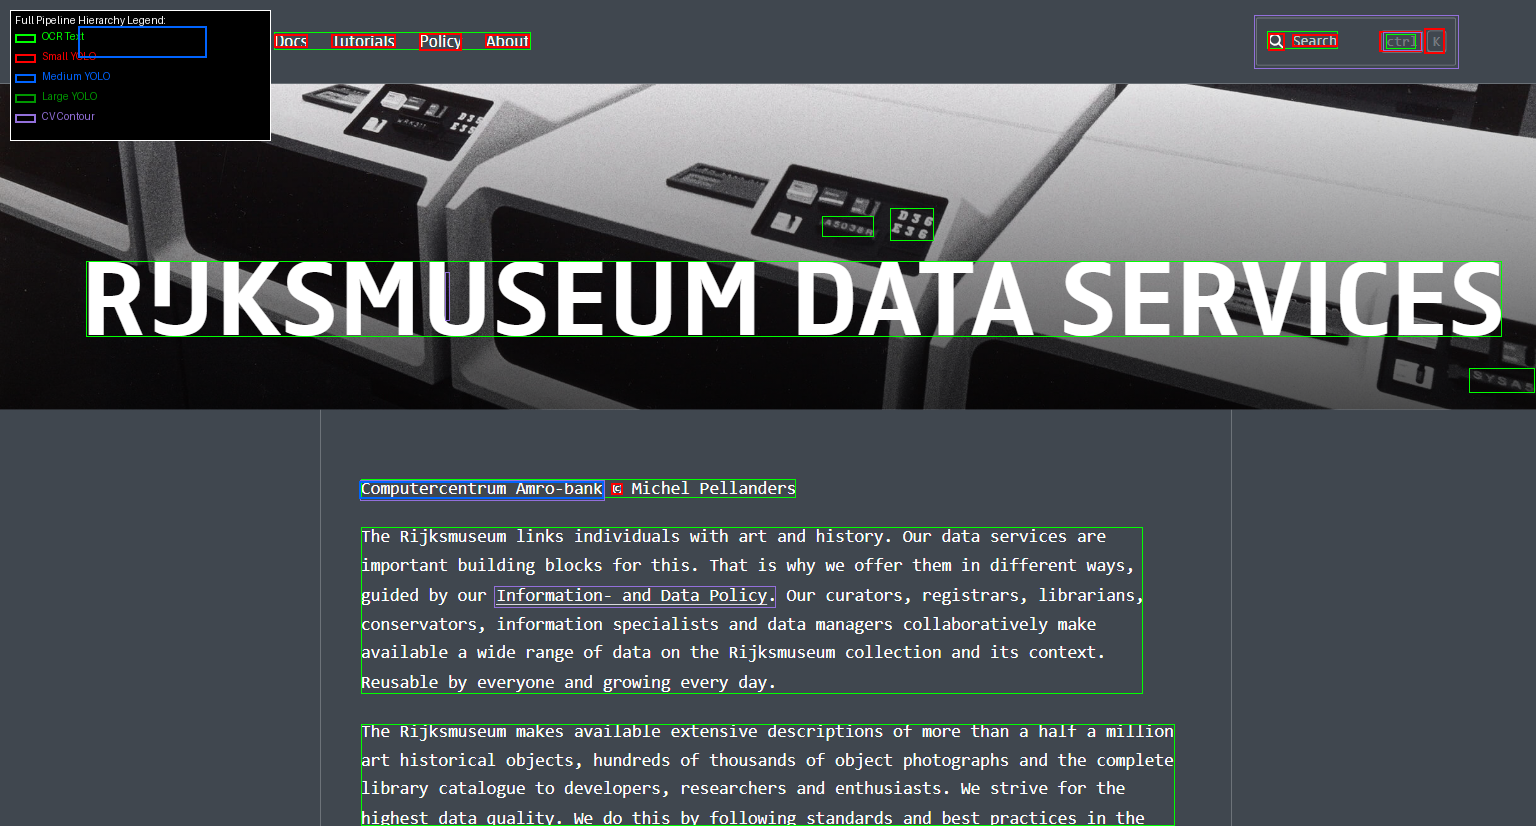 Full Pipeline Hierarchy Legend:
OCR Text
Small YOLO
Medium YOLO
Large YOLO
CV Contour
Docs Tutorials Policy About
Search ctrl K
D36
E36
RIJKSMUSEUM DATA SERVICES
SYSA5
Computercentrum Amro-bank © Michel Pellanders
The Rijksmuseum links individuals with art and history. Our data services are
important building blocks for this. That is why we offer them in different ways,
guided by our Information- and Data Policy. Our curators, registrars, librarians,
conservators, information specialists and data managers collaboratively make
available a wide range of data on the Rijksmuseum collection and its context.
Reusable by everyone and growing every day.
The Rijksmuseum makes available extensive descriptions of more than a half a million
art historical objects, hundreds of thousands of object photographs and the complete
library catalogue to developers, researchers and enthusiasts. We strive for the
highest data quality. We do this by following standards and best practices in the